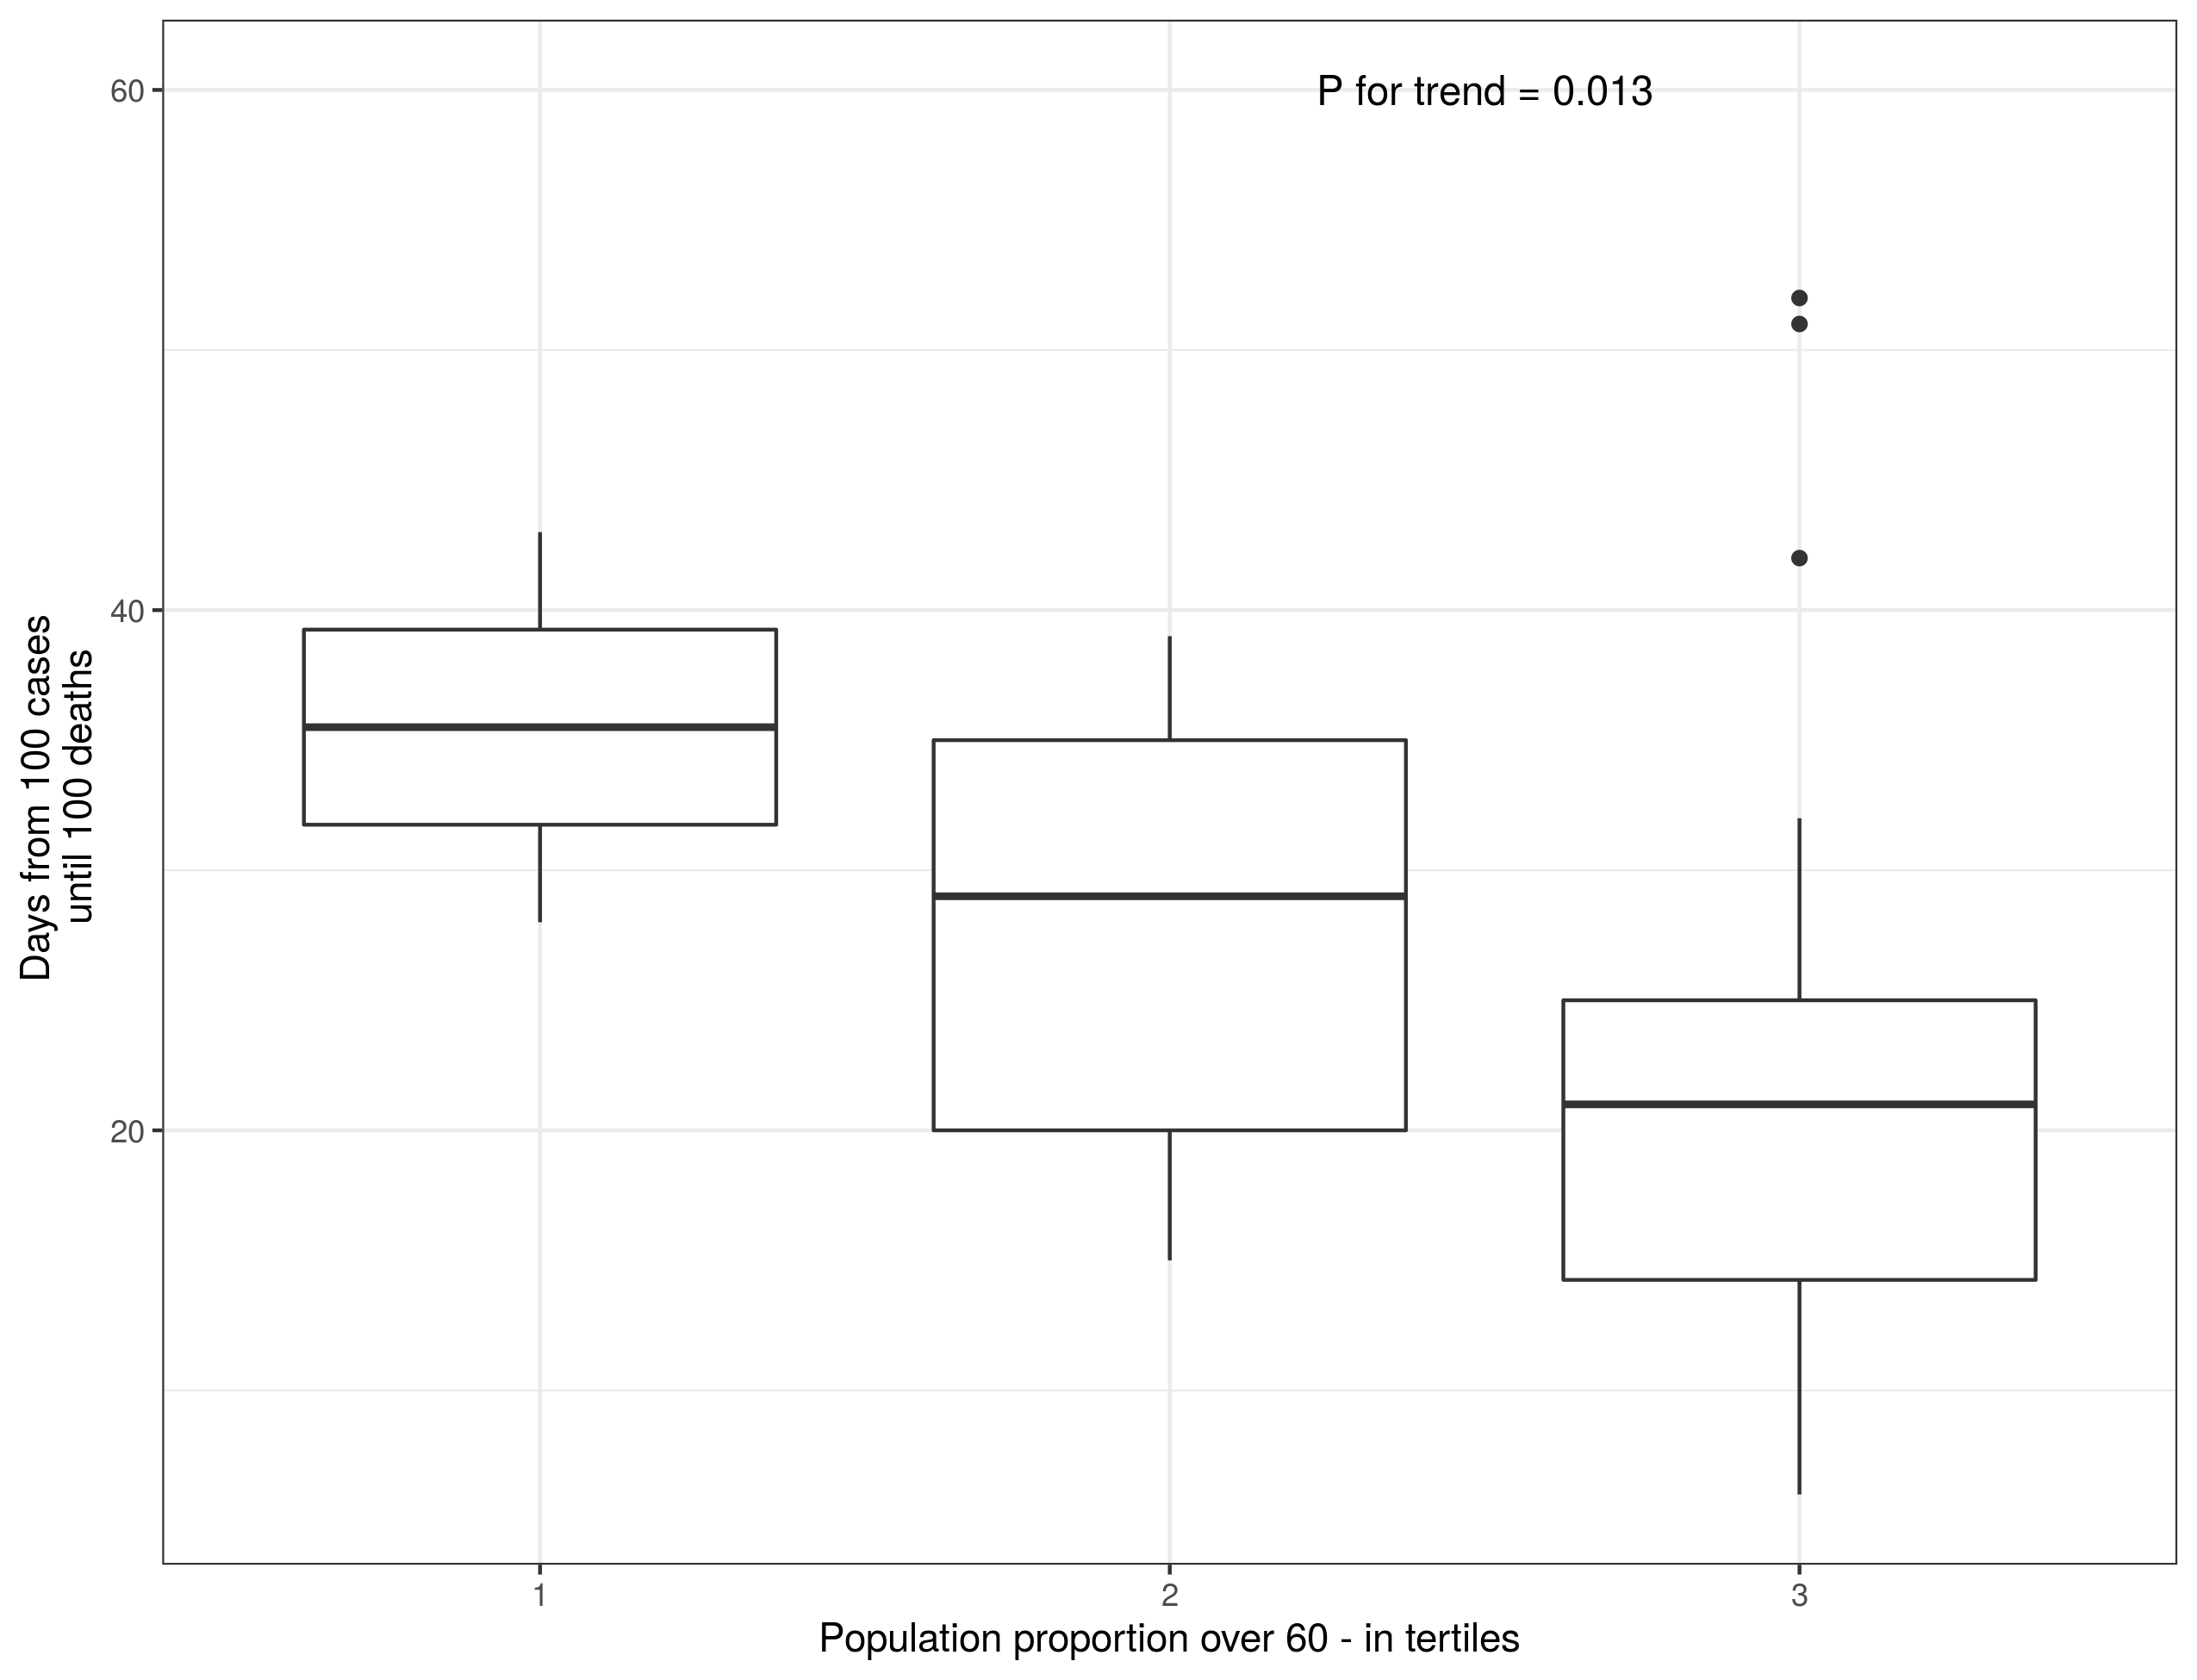 P for trend = 0.013
60
40
20
Days from 100 cases
until 100 deaths
1
2
3
Population proportion over 60 - in tertiles